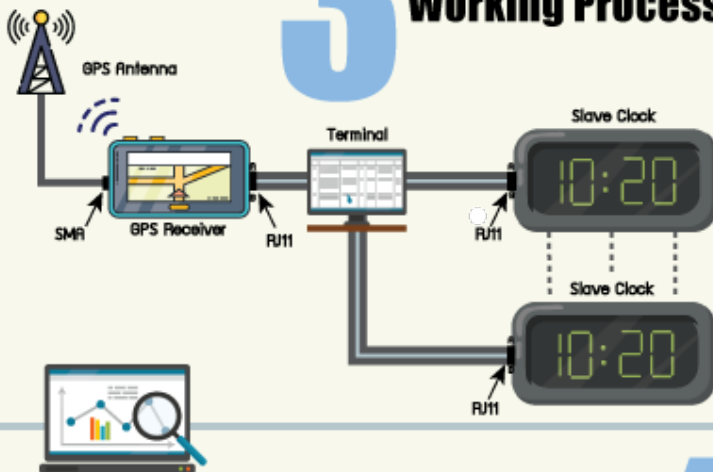 3
Working Process
GPS Antenna
Slave Clock
Terminal
10:20
SMA
GPS Receiver
RJ11
RJ11
Slave Clock
10:20
RJ11